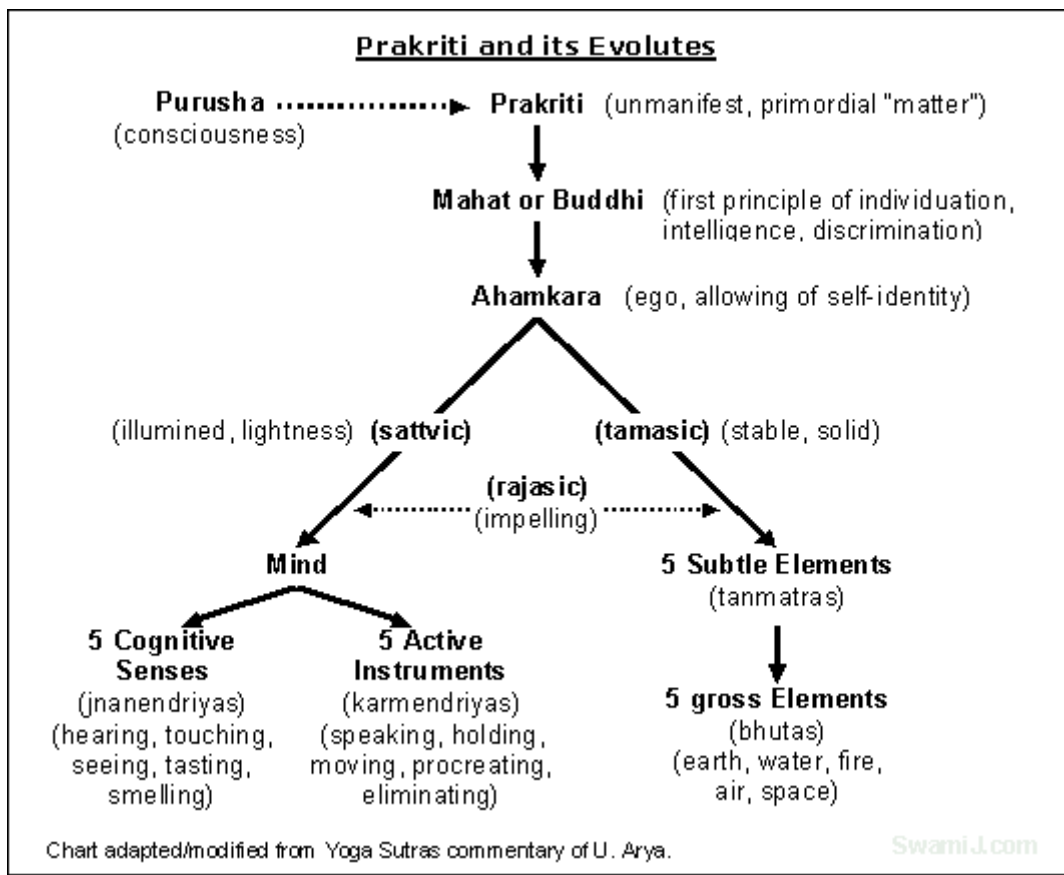 Prakriti and its Evolutes
Purusha
(consciousness)
Prakriti (unmanifest, primordial "matter")
Mahat or Buddhi (first principle of individuation,
intelligence, discrimination)
Ahamkara (ego, allowing of self-identity)
(illumined, lightness) (sattvic)
(tamasic) (stable, solid)
(rajasic)
(impelling)
Mind
5 Cognitive
Senses
(jnanendriyas)
(hearing, touching,
seeing, tasting,
smelling)
5 Active
Instruments
(karmendriyas)
(speaking, holding,
moving, procreating,
eliminating)
5 Subtle Elements
(tanmatras)
5 gross Elements
(bhutas)
(earth, water, fire,
air, space)
Chart adapted/modified from Yoga Sutras commentary of U. Arya.
SwamiJ.com